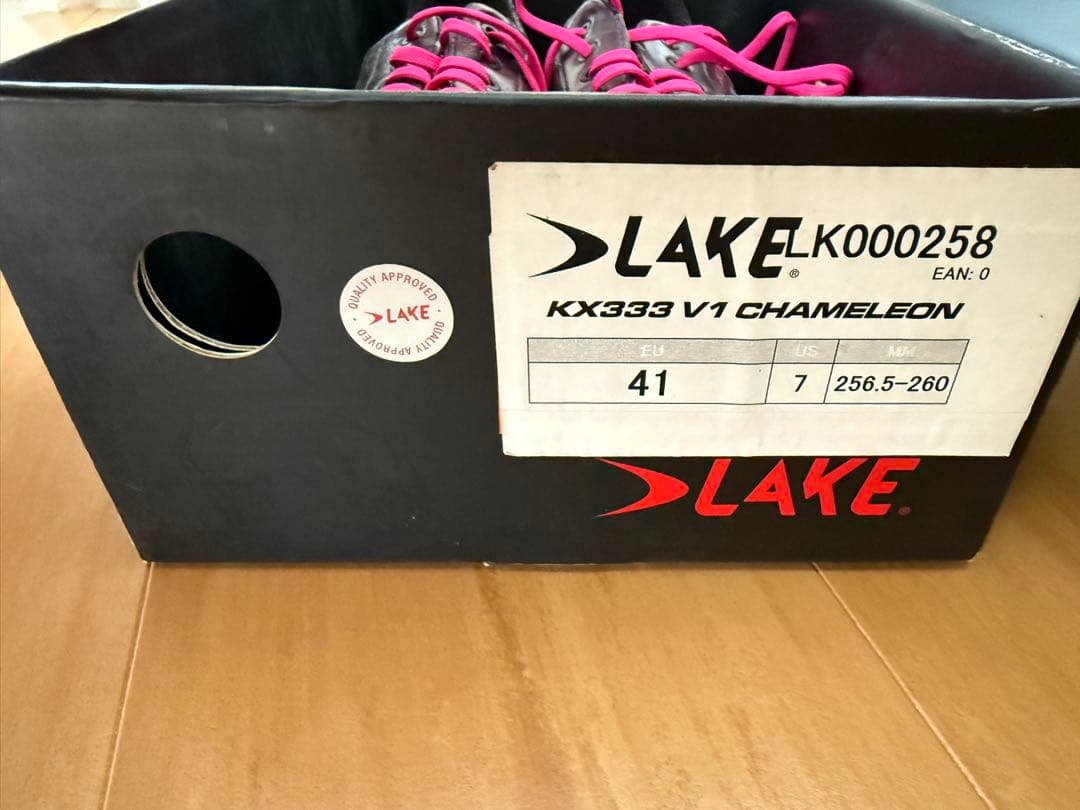 LAKE® LK000258
EAN: 0
KX333 V1 CHAMELEON
EU US MM
41 7 256.5-260
QUALITY APPROVED
LAKE
QUALITY APPROVED
LAKE®